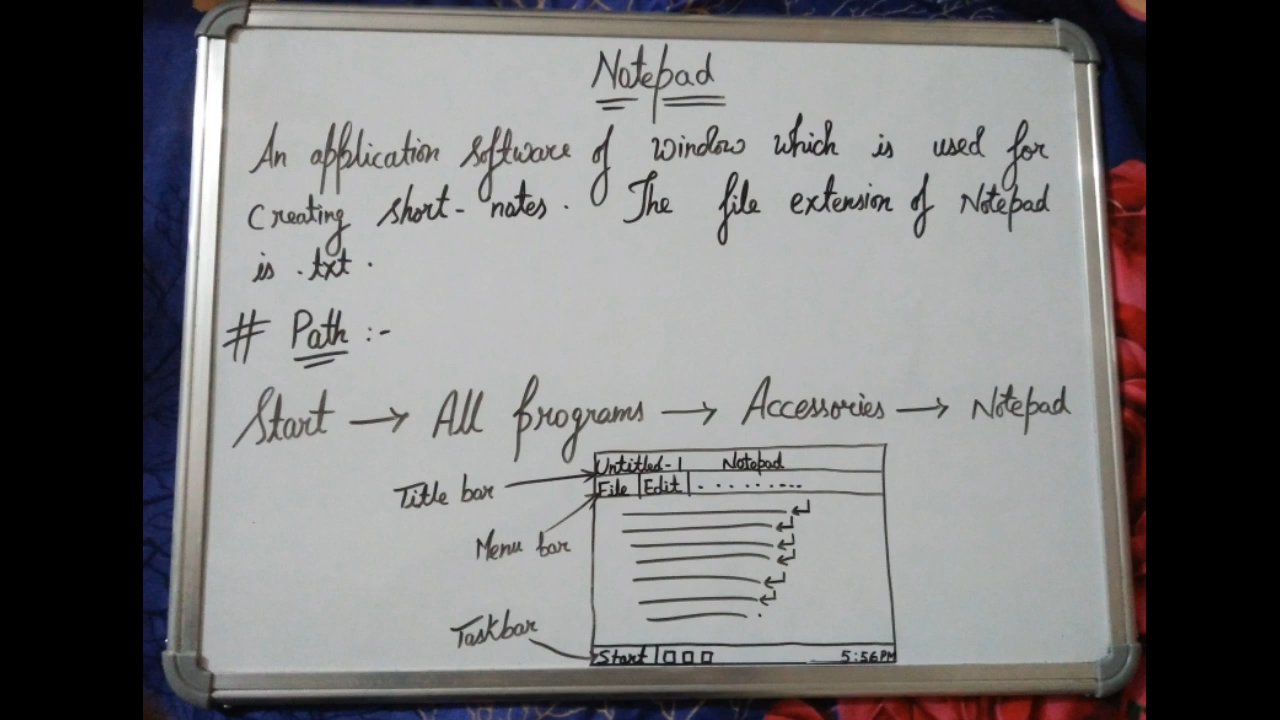 Notepad
An application software of window which is used for
creating short-notes. The file extension of Notepad
is .txt.
# Path :-
Start → All programs → Accessories → Notepad
Untitled-1 Notepad
Title bar
File Edit ..........
Menu bar
Taskbar
Start 5:56PM